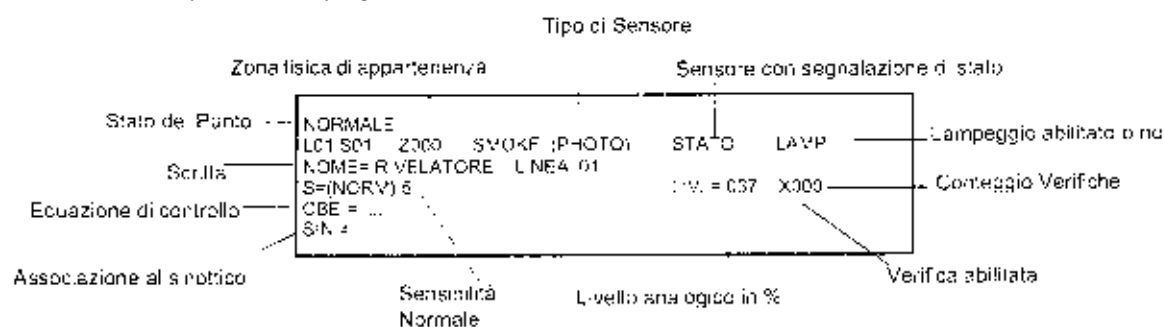 Tipo di Sensore
Zona fisica di appartenenza
Sensore con segnalazione di stato
Stato del Punto
NORMALE
Lampeggio abilitato o no
L01 S01 Z000 SMOKE (PHOTO) STATO LAMP
Scritta
NOME= RIVELATORE LINEA 01
Conteggio Verifiche
S=(NORM) 6 = 037 X000
Equazione di controllo
CBE = ...
SIN =
Associazione al sinottico
Verifica abilitata
Sensibilità
Normale
Livello analogico in %